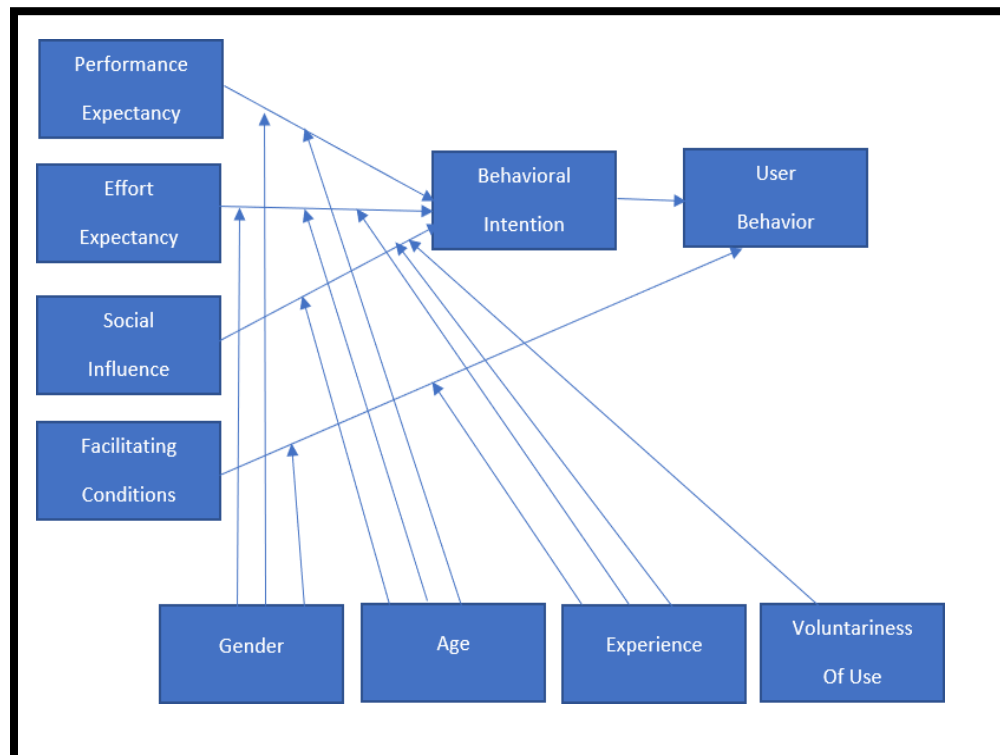 Performance
Expectancy
Effort
Expectancy
Social
Influence
Facilitating
Conditions
Behavioral
Intention
User
Behavior
Gender
Age
Experience
Voluntariness
Of Use